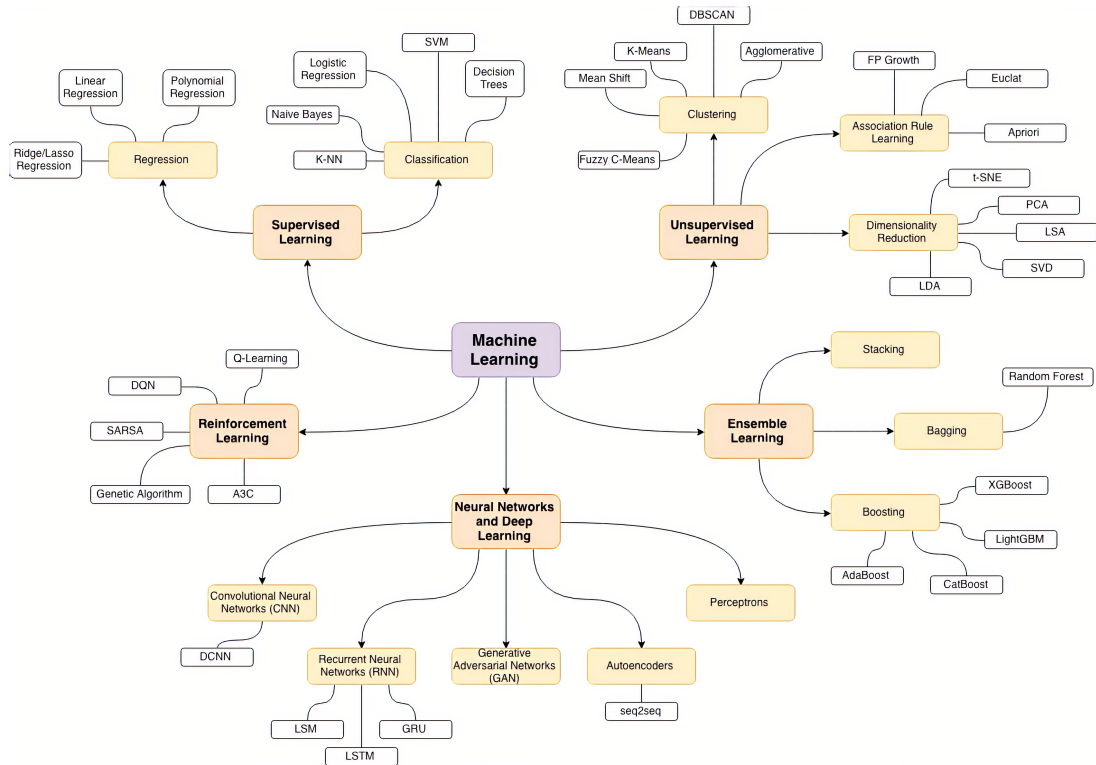 DBSCAN
SVM
K-Means
Agglomerative
Logistic
Regression
FP Growth
Linear
Regression
Polynomial
Regression
Decision
Trees
Mean Shift
Euclat
Clustering
Naive Bayes
Association Rule
Learning
Apriori
Ridge/Lasso
Regression
Regression
K-NN
Classification
Fuzzy C-Means
t-SNE
PCA
Supervised
Learning
Unsupervised
Learning
Dimensionality
Reduction
LSA
SVD
LDA
Machine
Learning
Stacking
Q-Learning
DQN
Random Forest
SARSA
Reinforcement
Learning
Ensemble
Learning
Bagging
Genetic Algorithm
A3C
XGBoost
Neural Networks
and Deep
Learning
Boosting
LightGBM
AdaBoost
CatBoost
Convolutional Neural
Networks (CNN)
Perceptrons
DCNN
Recurrent Neural
Networks (RNN)
Generative
Adversarial Networks
(GAN)
Autoencoders
seq2seq
LSM
GRU
LSTM